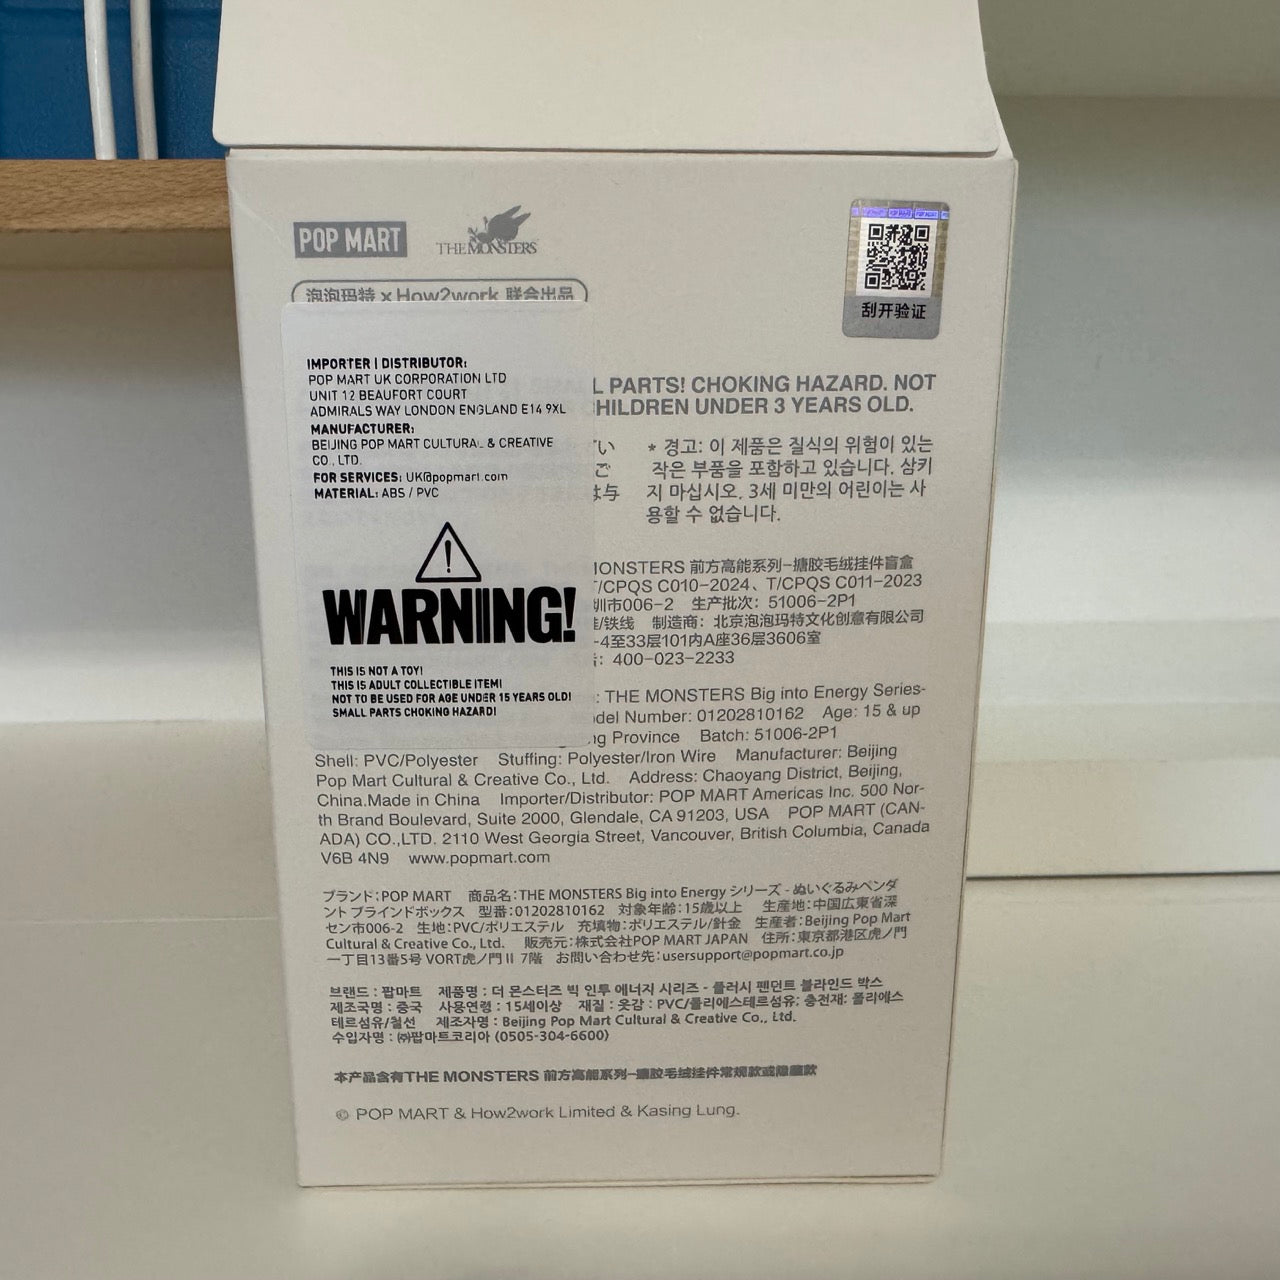 POP MART
THE MONSTERS
泡泡玛特 x How2work 联合出品
刮开验证
IMPORTER | DISTRIBUTOR:
POP MART UK CORPORATION LTD
UNIT 12 BEAUFORT COURT
ADMIRALS WAY LONDON ENGLAND E14 9XL
MANUFACTURER:
BEIJING POP MART CULTURAL & CREATIVE
CO., LTD.
FOR SERVICES: UK@popmart.com
MATERIAL: ABS / PVC
WARNING!
THIS IS NOT A TOY!
THIS IS ADULT COLLECTIBLE ITEM!
NOT TO BE USED FOR AGE UNDER 15 YEARS OLD!
SMALL PARTS CHOKING HAZARD!
L PARTS! CHOKING HAZARD. NOT
CHILDREN UNDER 3 YEARS OLD.
い
ご
は与
* 경고: 이 제품은 질식의 위험이 있는
작은 부품을 포함하고 있습니다. 삼키
지 마십시오. 3세 미만의 어린이는 사
용할 수 없습니다.
MONSTERS 前方高能系列-搪胶毛绒挂件盲盒
T/CPQS C010-2024、T/CPQS C011-2023
圳市006-2 生产批次：51006-2P1
/铁线 制造商：北京泡泡玛特文化创意有限公司
-4至33层101内A座36层3606室
：400-023-2233
: THE MONSTERS Big into Energy Series-
del Number: 01202810162 Age: 15 & up
ng Province Batch: 51006-2P1
Shell: PVC/Polyester Stuffing: Polyester/Iron Wire Manufacturer: Beijing
Pop Mart Cultural & Creative Co., Ltd. Address: Chaoyang District, Beijing,
China.Made in China Importer/Distributor: POP MART Americas Inc. 500 Nor-
th Brand Boulevard, Suite 2000, Glendale, CA 91203, USA POP MART (CAN-
ADA) CO.,LTD. 2110 West Georgia Street, Vancouver, British Columbia, Canada
V6B 4N9 www.popmart.com
ブランド：POP MART 商品名：THE MONSTERS Big into Energy シリーズ - ぬいぐるみペンダ
ント ブラインドボックス 型番：01202810162 対象年齢：15歳以上 生産地：中国広東省深
セン市006-2 生地：PVC/ポリエステル 充填物：ポリエステル/針金 生産者：Beijing Pop Mart
Cultural & Creative Co., Ltd. 販売元：株式会社POP MART JAPAN 住所：東京都港区虎ノ門
一丁目13番5号 VORT虎ノ門 II 7階 お問い合わせ先：usersupport@popmart.co.jp
브랜드 : 팝마트 제품명 : 더 몬스터즈 빅 인투 에너지 시리즈 - 플러시 펜던트 블라인드 박스
제조국명 : 중국 사용연령 : 15세이상 재질 : 옷감 : PVC/폴리에스테르섬유: 충전재: 폴리에스
테르섬유/철선 제조자명 : Beijing Pop Mart Cultural & Creative Co., Ltd.
수입자명 : ㈜팝마트코리아 (0505-304-6600)
本产品含有THE MONSTERS 前方高能系列-搪胶毛绒挂件常规款或隐藏款
© POP MART & How2work Limited & Kasing Lung.